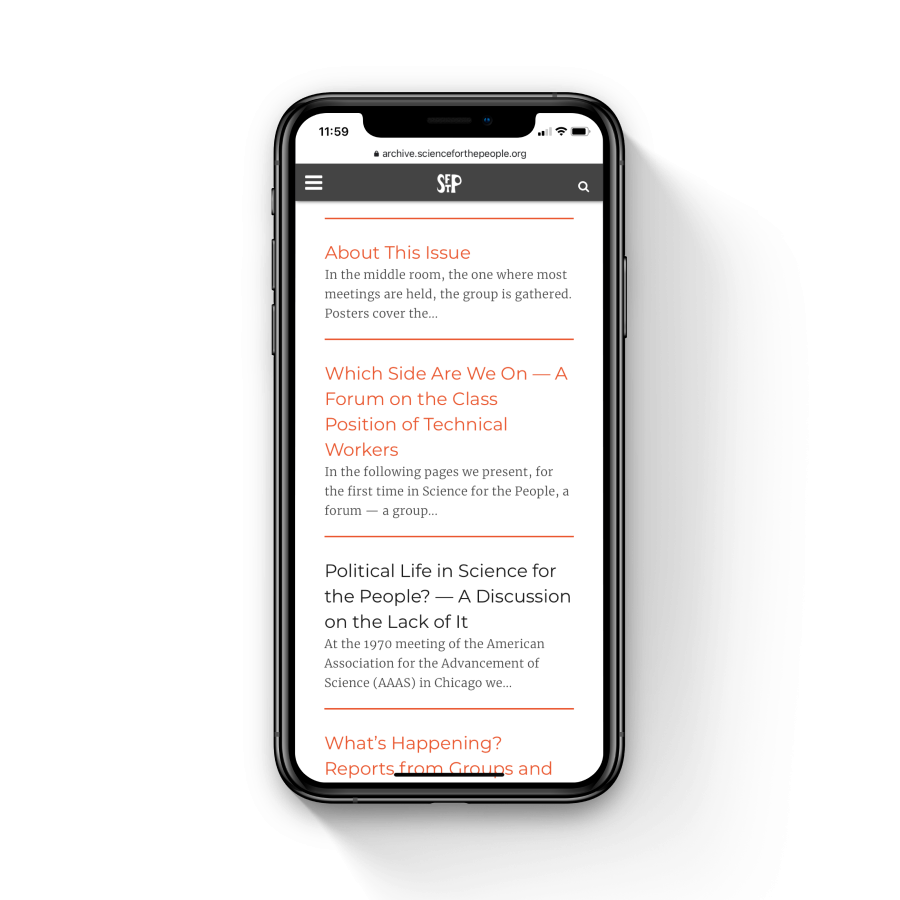 11:59
archive.scienceforthepeople.org
SEFTP
About This Issue
In the middle room, the one where most
meetings are held, the group is gathered.
Posters cover the...
Which Side Are We On — A
Forum on the Class
Position of Technical
Workers
In the following pages we present, for
the first time in Science for the People, a
forum — a group...
Political Life in Science for
the People? — A Discussion
on the Lack of It
At the 1970 meeting of the American
Association for the Advancement of
Science (AAAS) in Chicago we...
What's Happening?
Reports from Groups and